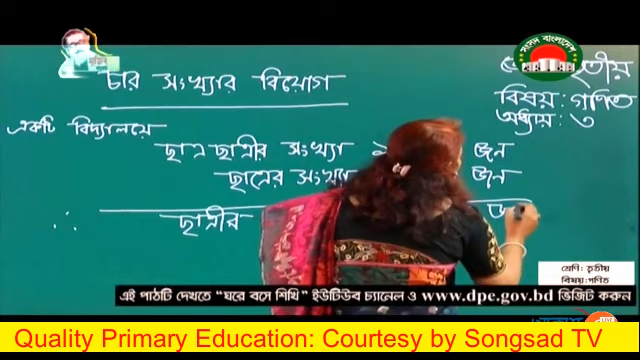 সংসদ বাংলাদেশ
তৃতীয়
চার সংখ্যার বিয়োগ
বিষয়: গণিত
অধ্যায়: ৩
একটি বিদ্যালয়ে
ছাত্র ছাত্রীর সংখ্যা জন
ছাত্রের সংখ্যা জন
∴ ছাত্রীর
শ্রেণি: তৃতীয়
বিষয়:গণিত
এই পাঠটি দেখতে “ঘরে বসে শিখি” ইউটিউব চ্যানেল ও www.dpe.gov.bd ভিজিট করুন
Quality Primary Education: Courtesy by Songsad TV